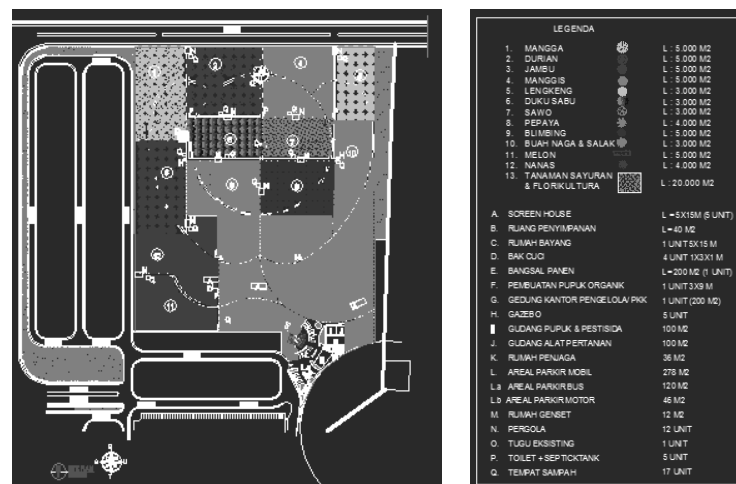 LEGENDA
1. MANGGA L : 5.000 M2
2. DURIAN L : 5.000 M2
3. JAMBU L : 5.000 M2
4. MANGGIS L : 5.000 M2
5. LENGKENG L : 3.000 M2
6. DUKU SABU L : 3.000 M2
7. SAWO L : 3.000 M2
8. PEPAYA L : 4.000 M2
9. BLIMBING L : 5.000 M2
10. BUAH NAGA & SALAK L : 3.000 M2
11. MELON L : 5.000 M2
12. NANAS L : 4.000 M2
13. TANAMAN SAYURAN
& FLORIKULTURA L : 20.000 M2
A. SCREEN HOUSE L = 5X15M (5 UNIT)
B. RUANG PENYIMPANAN L = 40 M2
C. RUMAH BAYANG 1 UNIT 5X15 M
D. BAK CUCI 4 UNIT 1X3X1 M
E. BANGSAL PANEN L = 200 M2 (1 UNIT)
F. PEMBUATAN PUPUK ORGANIK 1 UNIT 3X9 M
G. GEDUNG KANTOR PENGELOLA/ PKK 1 UNIT (200 M2)
H. GAZEBO 5 UNIT
GUDANG PUPUK & PESTISIDA 100 M2
J. GUDANG ALAT PERTANIAN 100 M2
K. RUMAH PENJAGA 36 M2
L. AREAL PARKIR MOBIL 278 M2
L.a AREAL PARKIR BUS 120 M2
L.b AREAL PARKIR MOTOR 46 M2
M. RUMAH GENSET 12 M2
N. PERGOLA 12 UNIT
O. TUGU EKSISTING 1 UNIT
P. TOILET + SEPTICKTANK 5 UNIT
Q. TEMPAT SAMPAH 17 UNIT